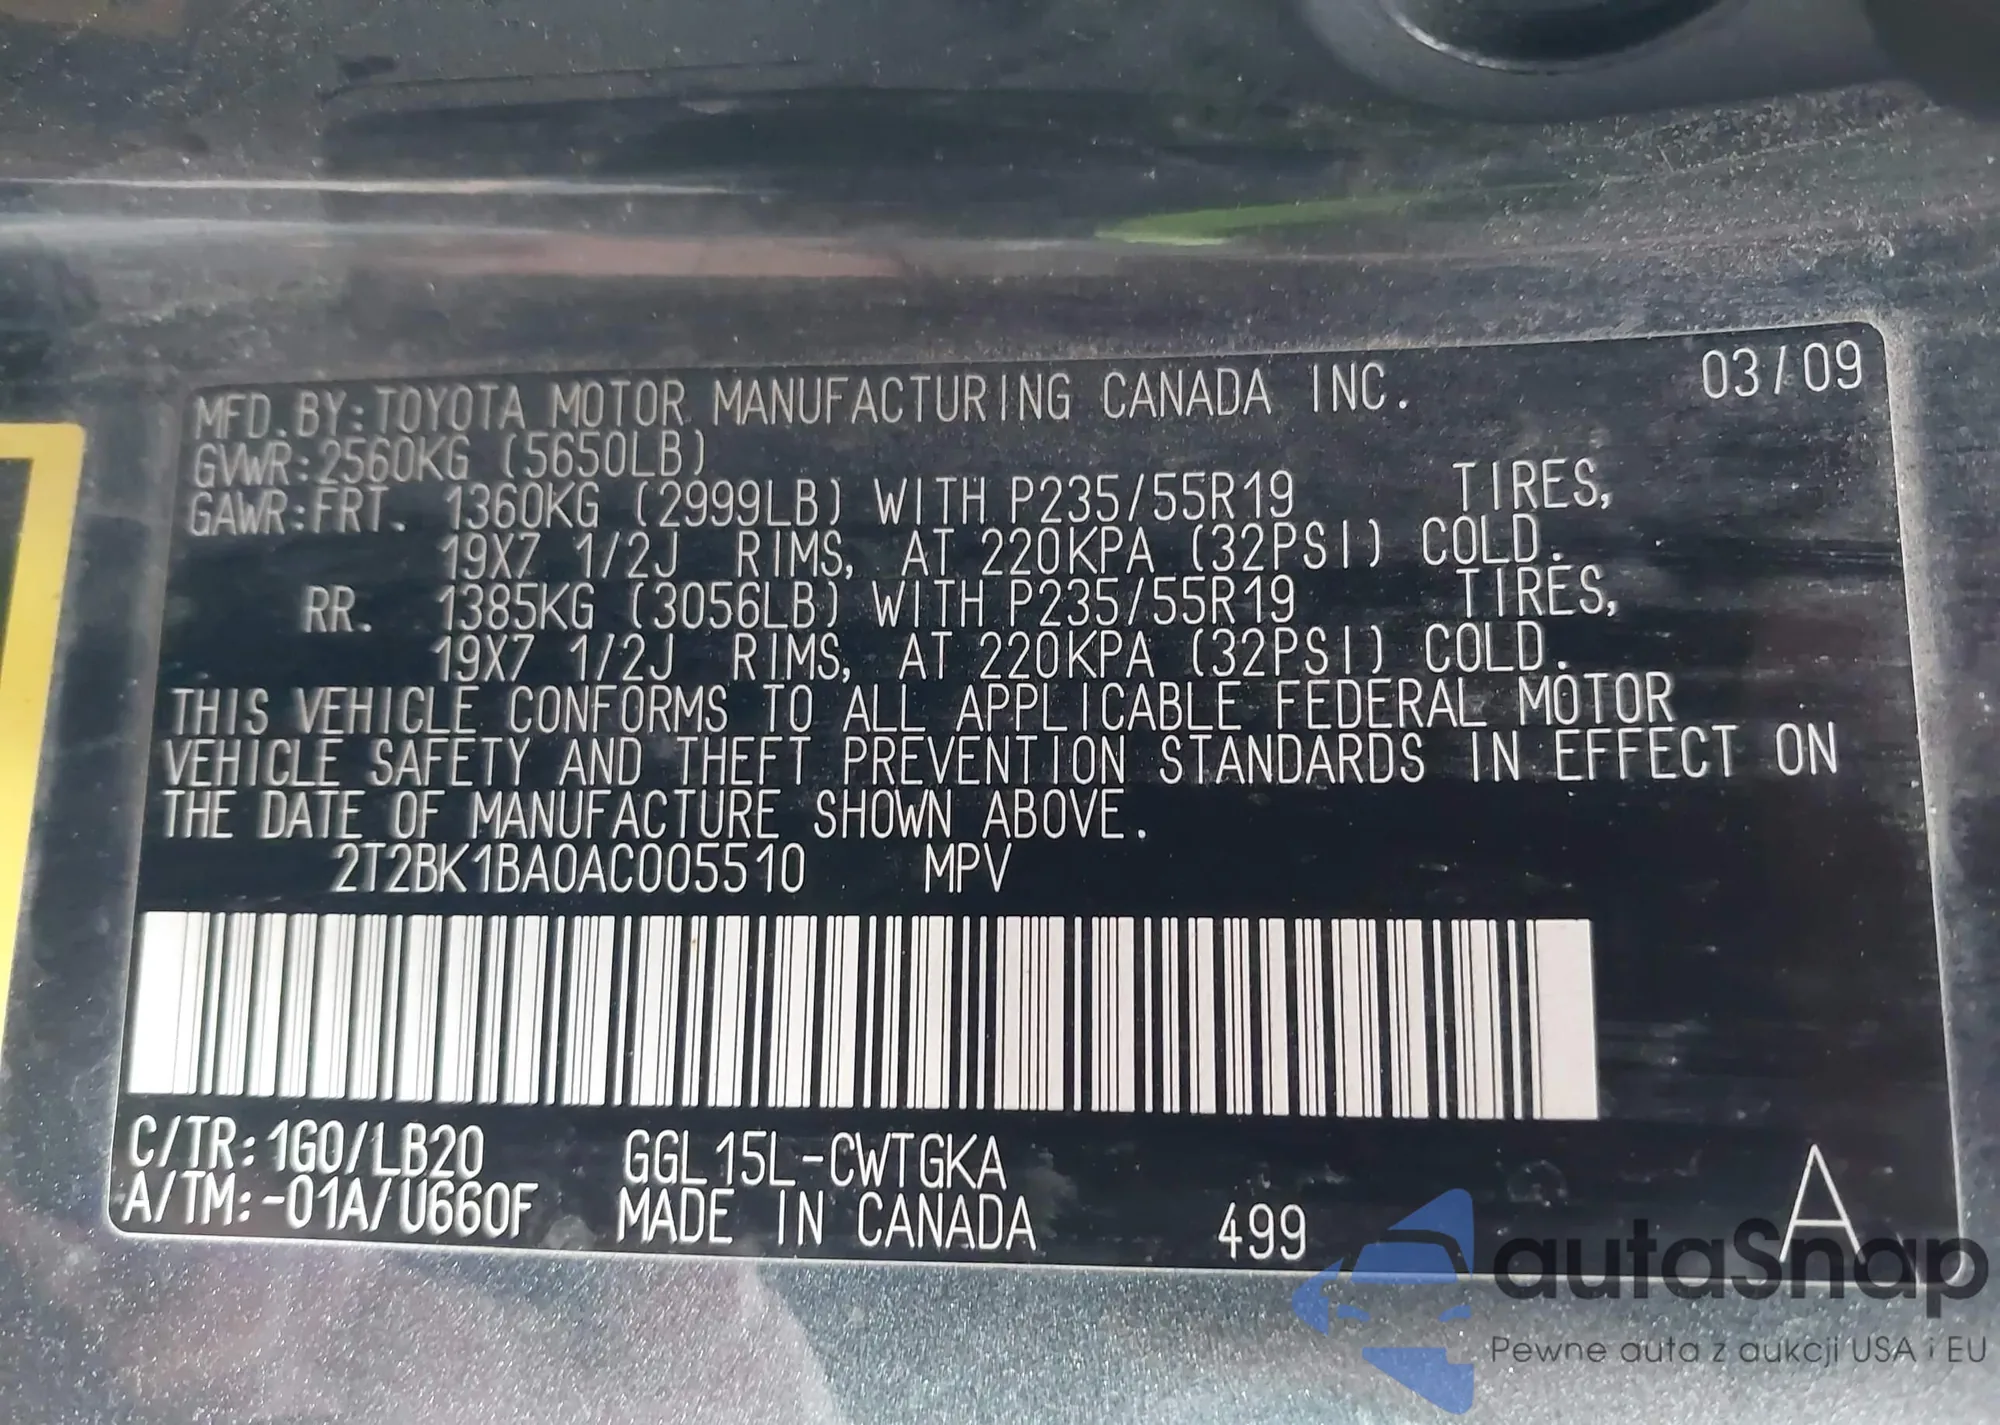 MFD.BY:TOYOTA MOTOR MANUFACTURING CANADA INC. 03/09
GVWR:2560KG (5650LB)
GAWR:FRT. 1360KG (2999LB) WITH P235/55R19 TIRES,
19X7 1/2J RIMS, AT 220KPA (32PSI) COLD.
RR. 1385KG (3056LB) WITH P235/55R19 TIRES,
19X7 1/2J RIMS, AT 220KPA (32PSI) COLD.
THIS VEHICLE CONFORMS TO ALL APPLICABLE FEDERAL MOTOR
VEHICLE SAFETY AND THEFT PREVENTION STANDARDS IN EFFECT ON
THE DATE OF MANUFACTURE SHOWN ABOVE.
2T2BK1BA0AC005510 MPV
C/TR:1G0/LB20 GGL15L-CWTGKA
A/TM:-01A/U660F MADE IN CANADA 499 A
autaSnap
Pewne auta z aukcji USA i EU